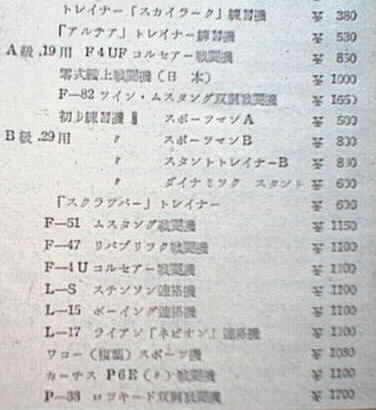 トレイナー「スカイラーク」練習機 ¥ 380
「アルテア」トレイナー練習機 ¥ 530
A級 .19用 F4UF コルセアー戦闘機 ¥ 850
零式艦上戦闘機(日 本) ¥ 1000
F—82 ツイン・ムスタング双胴戦闘機 ¥ 1650
初歩練習機 スポーツマンA ¥ 500
B級 .29用 〃 スポーツマンB ¥ 800
〃 スタントトレイナーB ¥ 800
〃 ダイナミック スタント ¥ 600
「スクラッパー」トレイナー ¥ 600
F—51 ムスタング戦闘機 ¥ 1150
F—47 リパブリック戦闘機 ¥ 1100
F—4U コルセアー戦闘機 ¥ 1100
L—S スチンソン連絡機 ¥ 1100
L—15 ボーイング連絡機 ¥ 1100
L—17 ライアン「ネビオン」連絡機 ¥ 1100
ワコー(複葉)スポーツ機 ¥ 1080
カーチス P6E(〃)戦闘機 ¥ 1100
P—38 ロツキード双胴戦闘機 ¥ 1700